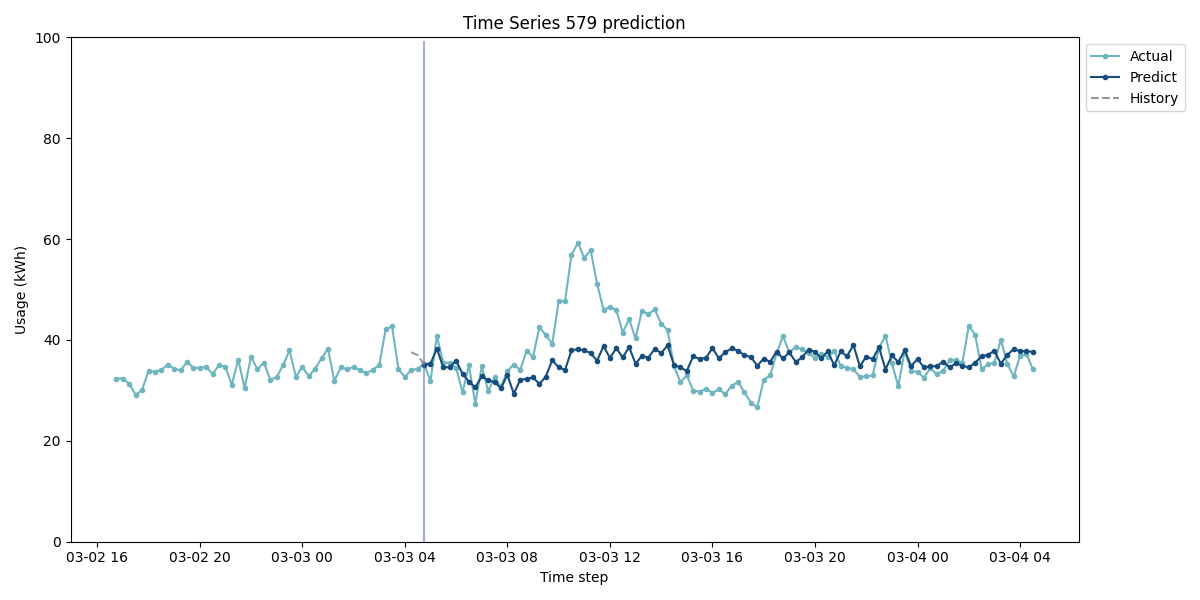 Time Series 579 prediction
100
80
60
40
20
0
Usage (kWh)
03-02 16
03-02 20
03-03 00
03-03 04
03-03 08
03-03 12
03-03 16
03-03 20
03-04 00
03-04 04
Time step
Actual
Predict
History